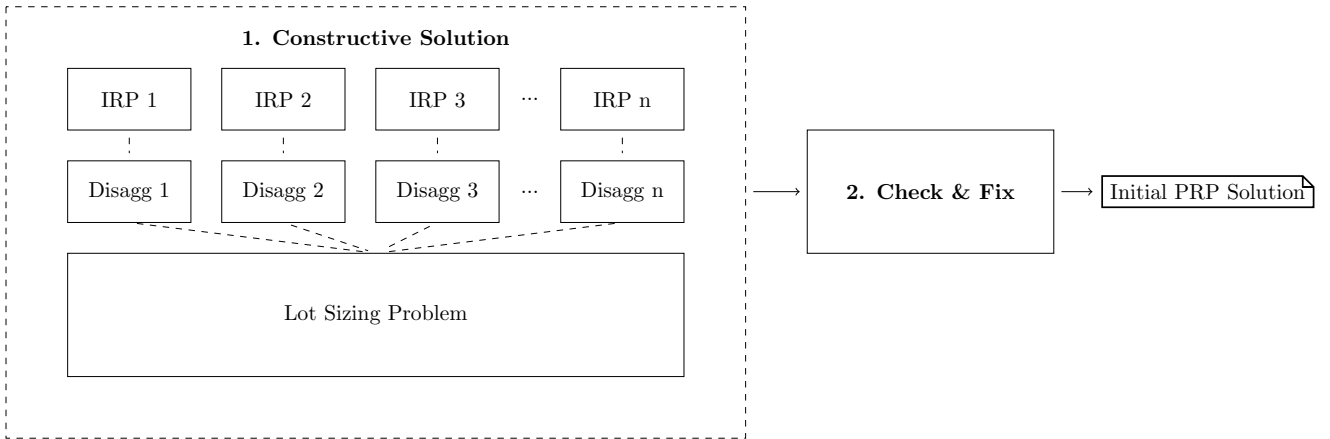 1. Constructive Solution
IRP 1
IRP 2
IRP 3
...
IRP n
Disagg 1
Disagg 2
Disagg 3
...
Disagg n
Lot Sizing Problem
2. Check & Fix
Initial PRP Solution